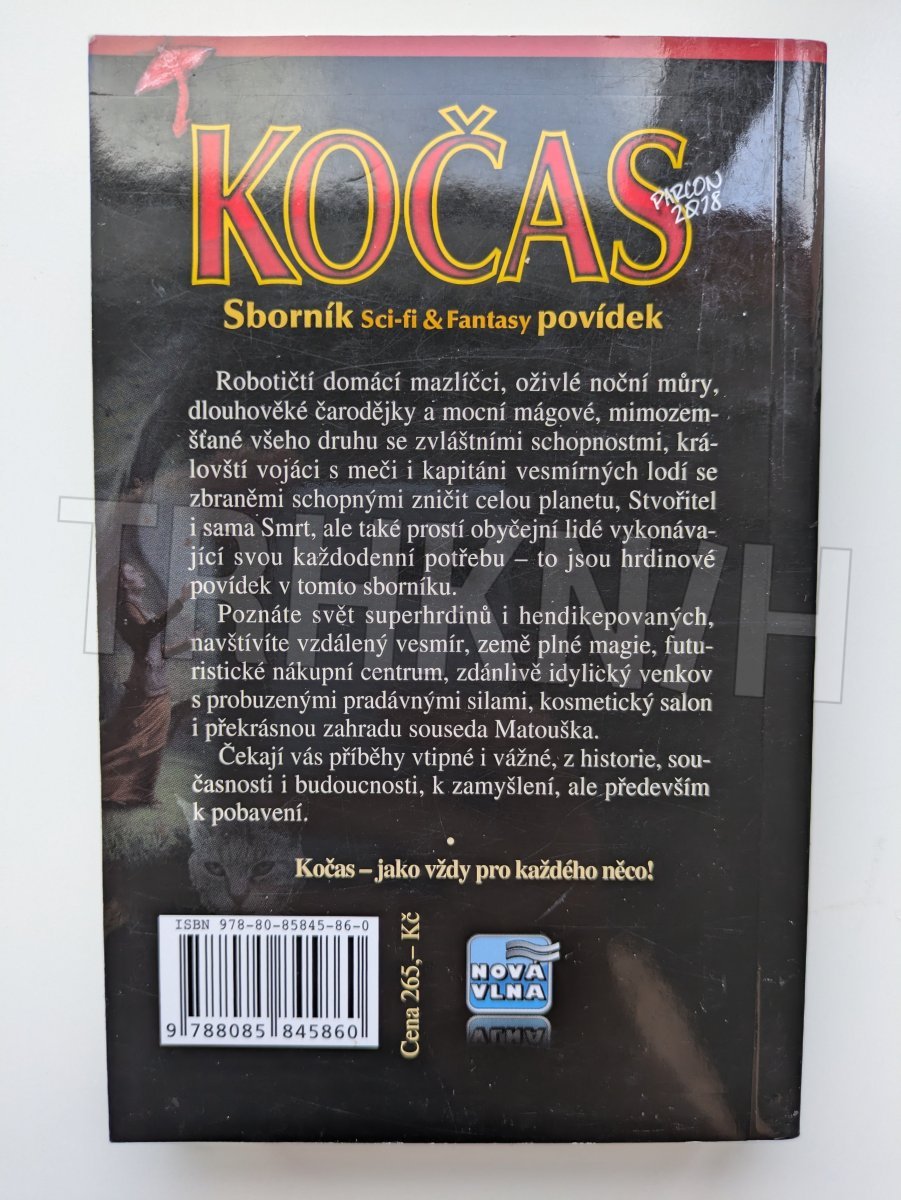 KOČAS
PARCON
2018
Sborník Sci-fi & Fantasy povídek
Robotičtí domácí mazlíčci, oživlé noční můry,
dlouhověké čarodějky a mocní mágové, mimozem-
šťané všeho druhu se zvláštními schopnostmi, krá-
lovští vojáci s meči i kapitáni vesmírných lodí se
zbraněmi schopnými zničit celou planetu, Stvořitel
i sama Smrt, ale také prostí obyčejní lidé vykonáva-
jící svou každodenní potřebu – to jsou hrdinové
povídek v tomto sborníku.
Poznáte svět superhrdinů i hendikepovaných,
navštívíte vzdálený vesmír, země plné magie, futu-
ristické nákupní centrum, zdánlivě idylický venkov
s probuzenými pradávnými silami, kosmetický salon
i překrásnou zahradu souseda Matouška.
Čekají vás příběhy vtipné i vážné, z historie, sou-
časnosti i budoucnosti, k zamyšlení, ale především
k pobavení.
•
Kočas – jako vždy pro každého něco!
ISBN 978-80-85845-86-0
9 788085 845860
Cena 265,– Kč
NOVÁ
VLNA